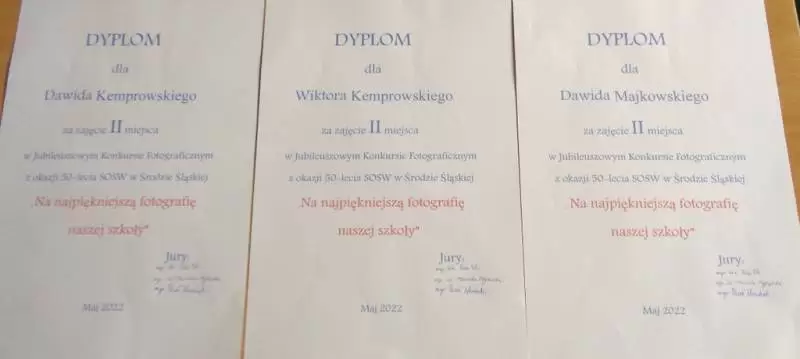 DYPLOM
dla
Dawida Kemprowskiego
za zajęcie II miejsca
w Jubileuszowym Konkursie Fotograficznym
z okazji 50-lecia SOSW w Środzie Śląskiej
„Na najpiękniejszą fotografię
naszej szkoły"
Jury:
Maj 2022
DYPLOM
dla
Wiktora Kemprowskiego
za zajęcie II miejsca
w Jubileuszowym Konkursie Fotograficznym
z okazji 50-lecia SOSW w Środzie Śląskiej
„Na najpiękniejszą fotografię
naszej szkoły"
Jury:
Maj 2022
DYPLOM
dla
Dawida Majkowskiego
za zajęcie II miejsca
w Jubileuszowym Konkursie Fotograficznym
z okazji 50-lecia SOSW w Środzie Śląskiej
„Na najpiękniejszą fotografię
naszej szkoły"
Jury:
Maj 2022